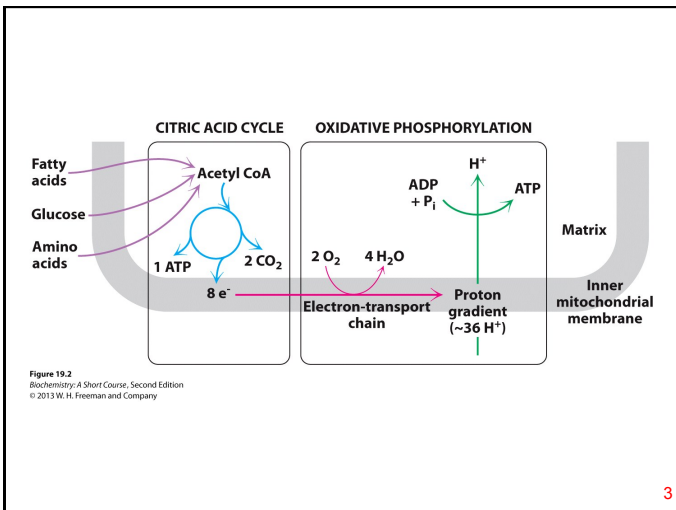 CITRIC ACID CYCLE
OXIDATIVE PHOSPHORYLATION
Fatty
acids
Glucose
Amino
acids
Acetyl CoA
1 ATP
2 CO₂
8 e⁻
2 O₂
4 H₂O
Electron-transport
chain
H⁺
ADP
+ Pᵢ
ATP
Proton
gradient
(~36 H⁺)
Matrix
Inner
mitochondrial
membrane
Figure 19.2
Biochemistry: A Short Course, Second Edition
© 2013 W. H. Freeman and Company
3